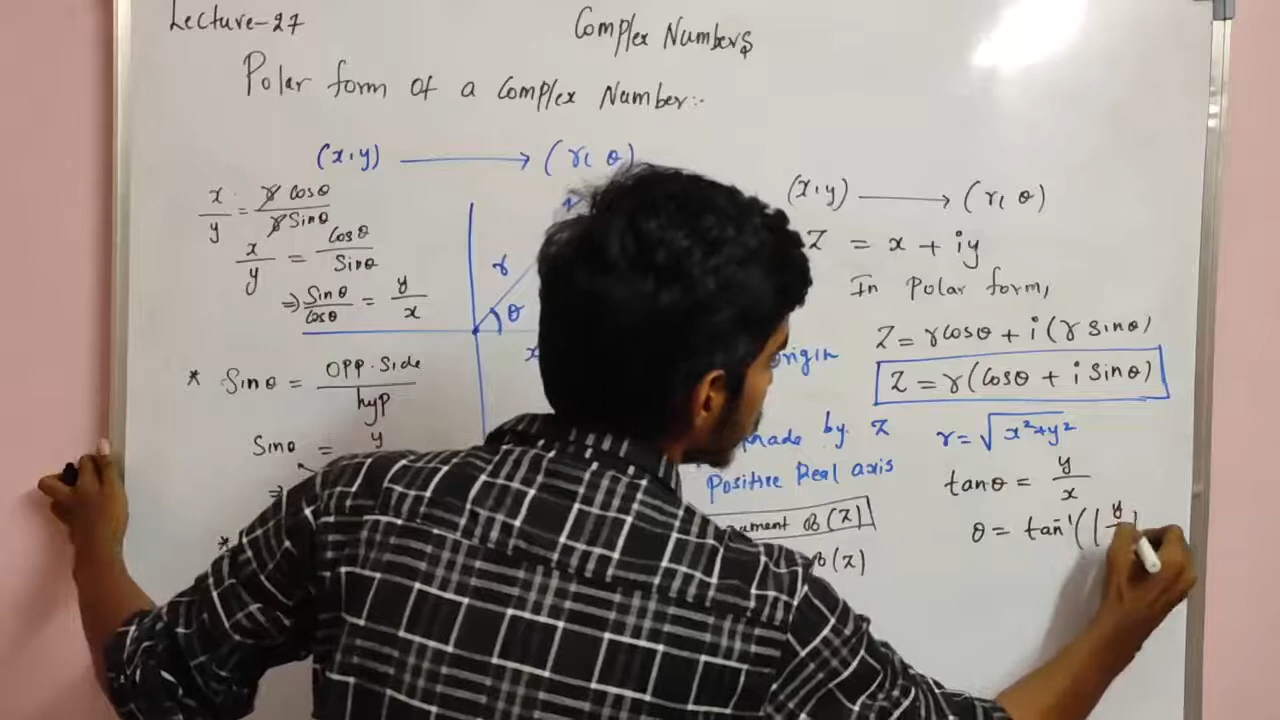 Lecture-27
Complex Numbers
Polar form of a Complex Number:-
(x,y) ⟶ (r, θ)
x/y = r Cosθ / r Sinθ
x/y = Cosθ / Sinθ
⇒ Sinθ / Cosθ = y/x
r
θ
x
* Sinθ = OPP. Side / hyp
Sinθ = y
⇒
*
origin
made by z
Positive Real axis
(z)
(z)
(x,y) ⟶ (r, θ)
Z = x + iy
In Polar form,
Z = rcosθ + i (r sinθ)
Z = r (Cosθ + i Sinθ)
r = √x²+y²
tanθ = y/x
θ = tan⁻¹(|y